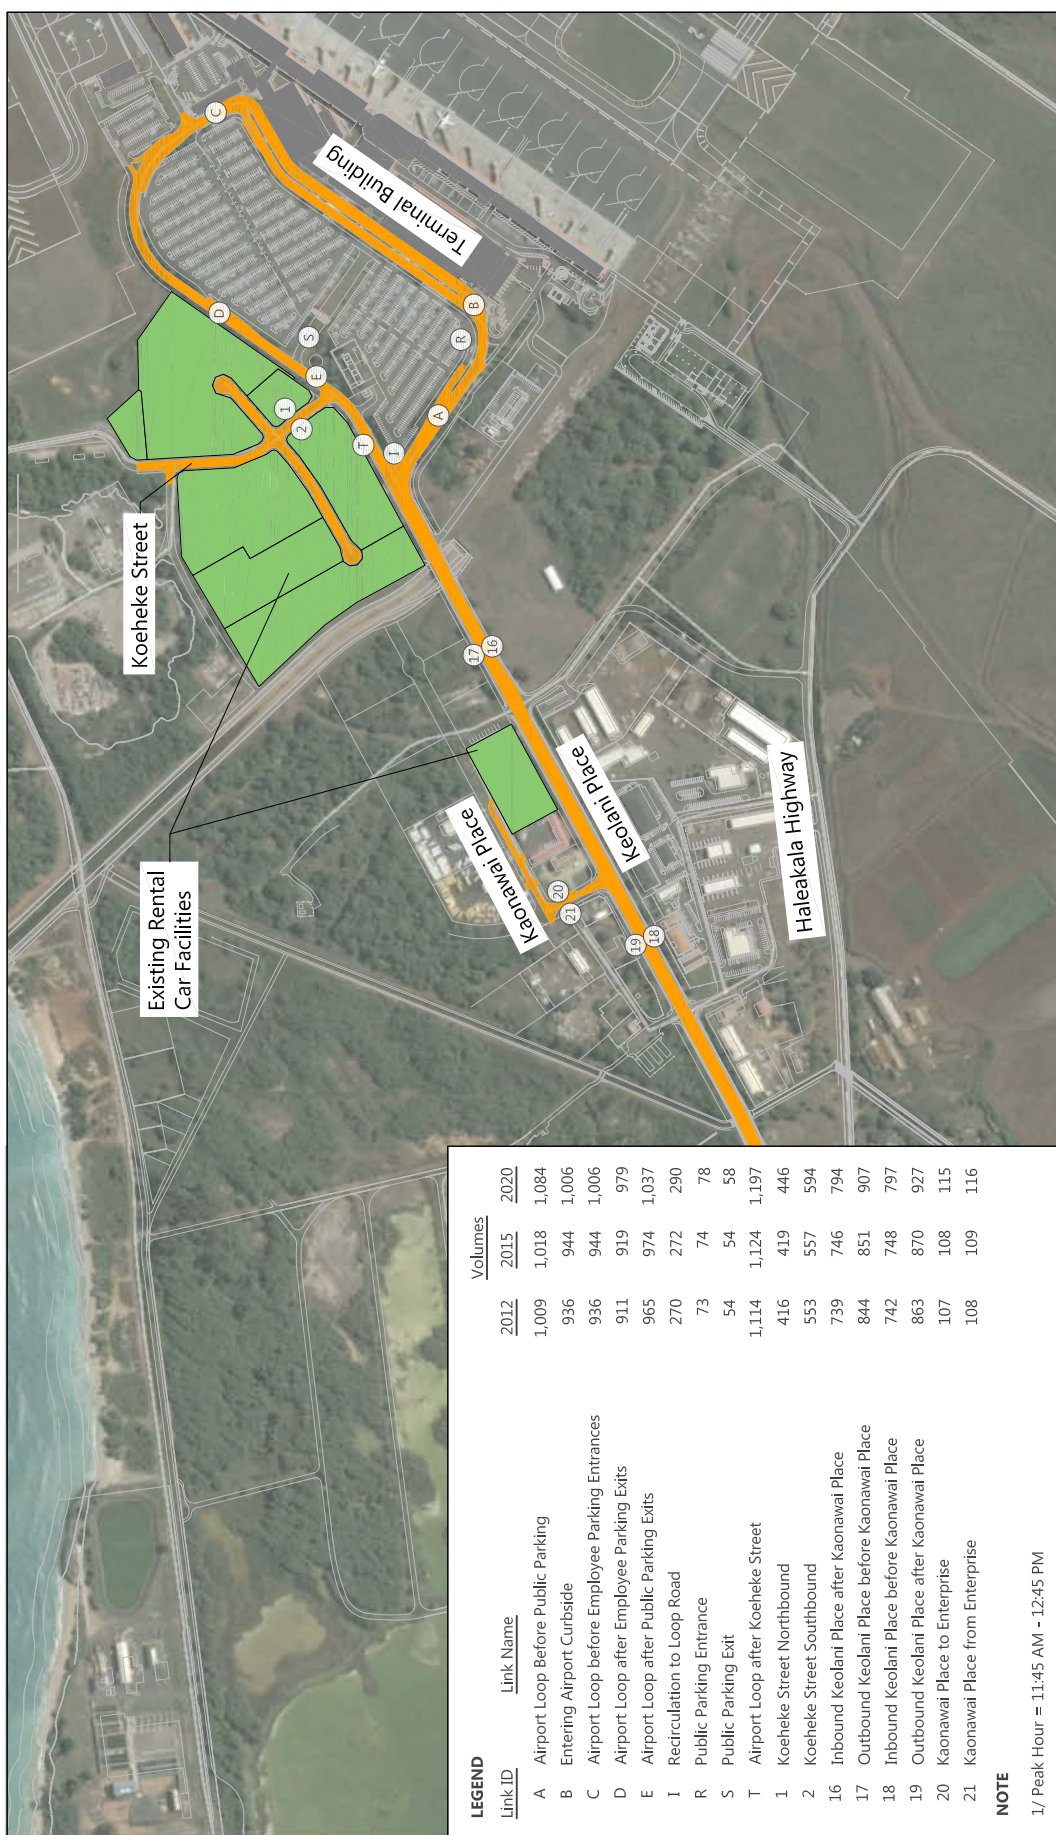 Existing Rental
Car Facilities
Koeheke Street
Terminal Building
Kaonawai Place
Keolani Place
Haleakala Highway
C
D
S
E
1
2
T
I
R
B
A
17
16
20
21
19
18
LEGEND
Volumes
Link ID Link Name 2012 2015 2020
A Airport Loop Before Public Parking 1,009 1,018 1,084
B Entering Airport Curbside 936 944 1,006
C Airport Loop before Employee Parking Entrances 936 944 1,006
D Airport Loop after Employee Parking Exits 911 919 979
E Airport Loop after Public Parking Exits 965 974 1,037
I Recirculation to Loop Road 270 272 290
R Public Parking Entrance 73 74 78
S Public Parking Exit 54 54 58
T Airport Loop after Koeheke Street 1,114 1,124 1,197
1 Koeheke Street Northbound 416 419 446
2 Koeheke Street Southbound 553 557 594
16 Inbound Keolani Place after Kaonawai Place 739 746 794
17 Outbound Keolani Place before Kaonawai Place 844 851 907
18 Inbound Keolani Place before Kaonawai Place 742 748 797
19 Outbound Keolani Place after Kaonawai Place 863 870 927
20 Kaonawai Place to Enterprise 107 108 115
21 Kaonawai Place from Enterprise 108 109 116
NOTE
1/ Peak Hour = 11:45 AM - 12:45 PM